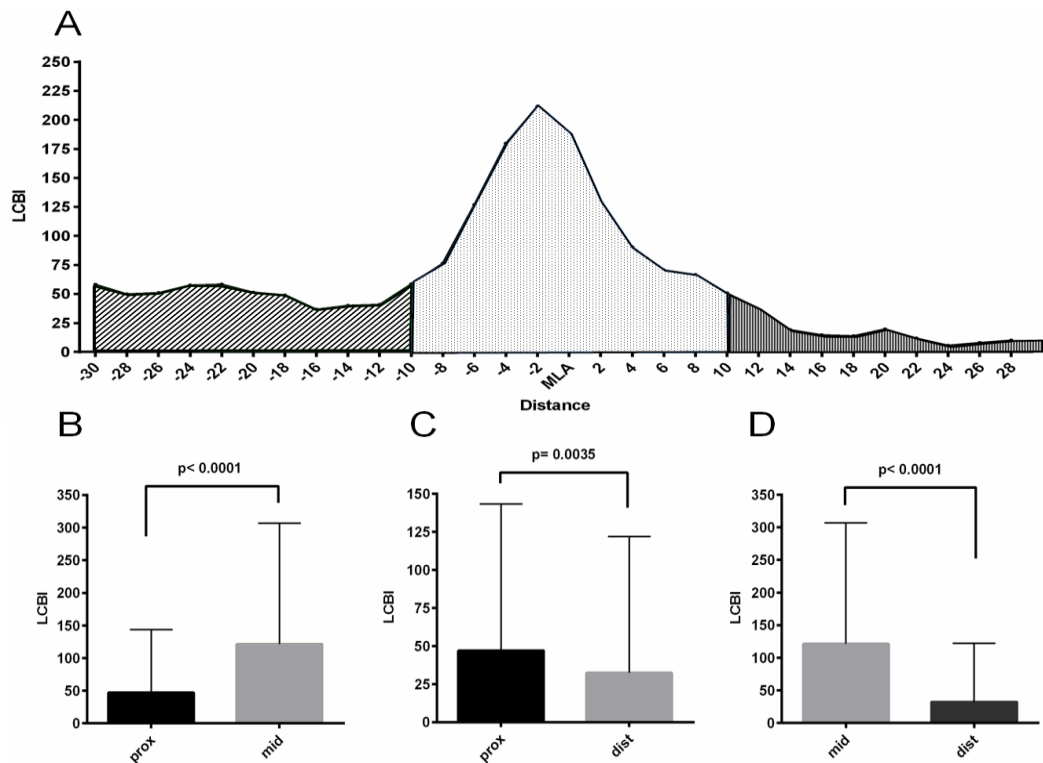 A
250
225
200
175
150
125
100
75
50
25
0
LCBI
-30 -28 -26 -24 -22 -20 -18 -16 -14 -12 -10 -8 -6 -4 -2 MLA 2 4 6 8 10 12 14 16 18 20 22 24 26 28
Distance
B
p< 0.0001
350
300
250
200
150
100
50
0
LCBI
prox mid
C
p= 0.0035
150
125
100
75
50
25
0
LCBI
prox dist
D
p< 0.0001
350
300
250
200
150
100
50
0
LCBI
mid dist